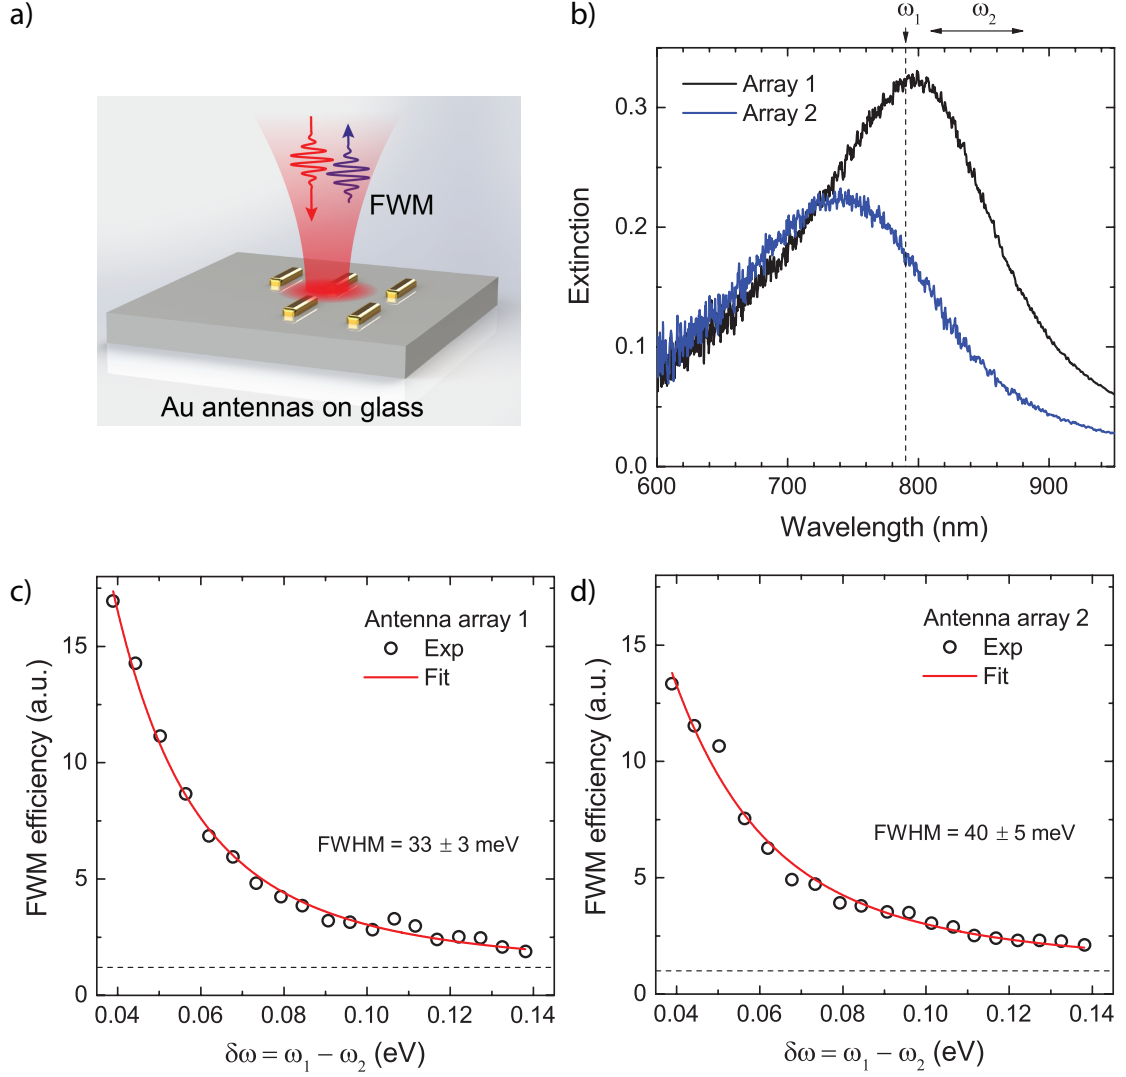 a)
FWM
Au antennas on glass
b)
ω1
ω2
Array 1
Array 2
0.3
0.2
0.1
0.0
Extinction
600
700
800
900
Wavelength (nm)
c)
Antenna array 1
Exp
Fit
FWHM = 33 ± 3 meV
15
10
5
0
FWM efficiency (a.u.)
0.04
0.06
0.08
0.10
0.12
0.14
δω = ω1 − ω2 (eV)
d)
Antenna array 2
Exp
Fit
FWHM = 40 ± 5 meV
15
10
5
0
FWM efficiency (a.u.)
0.04
0.06
0.08
0.10
0.12
0.14
δω = ω1 − ω2 (eV)